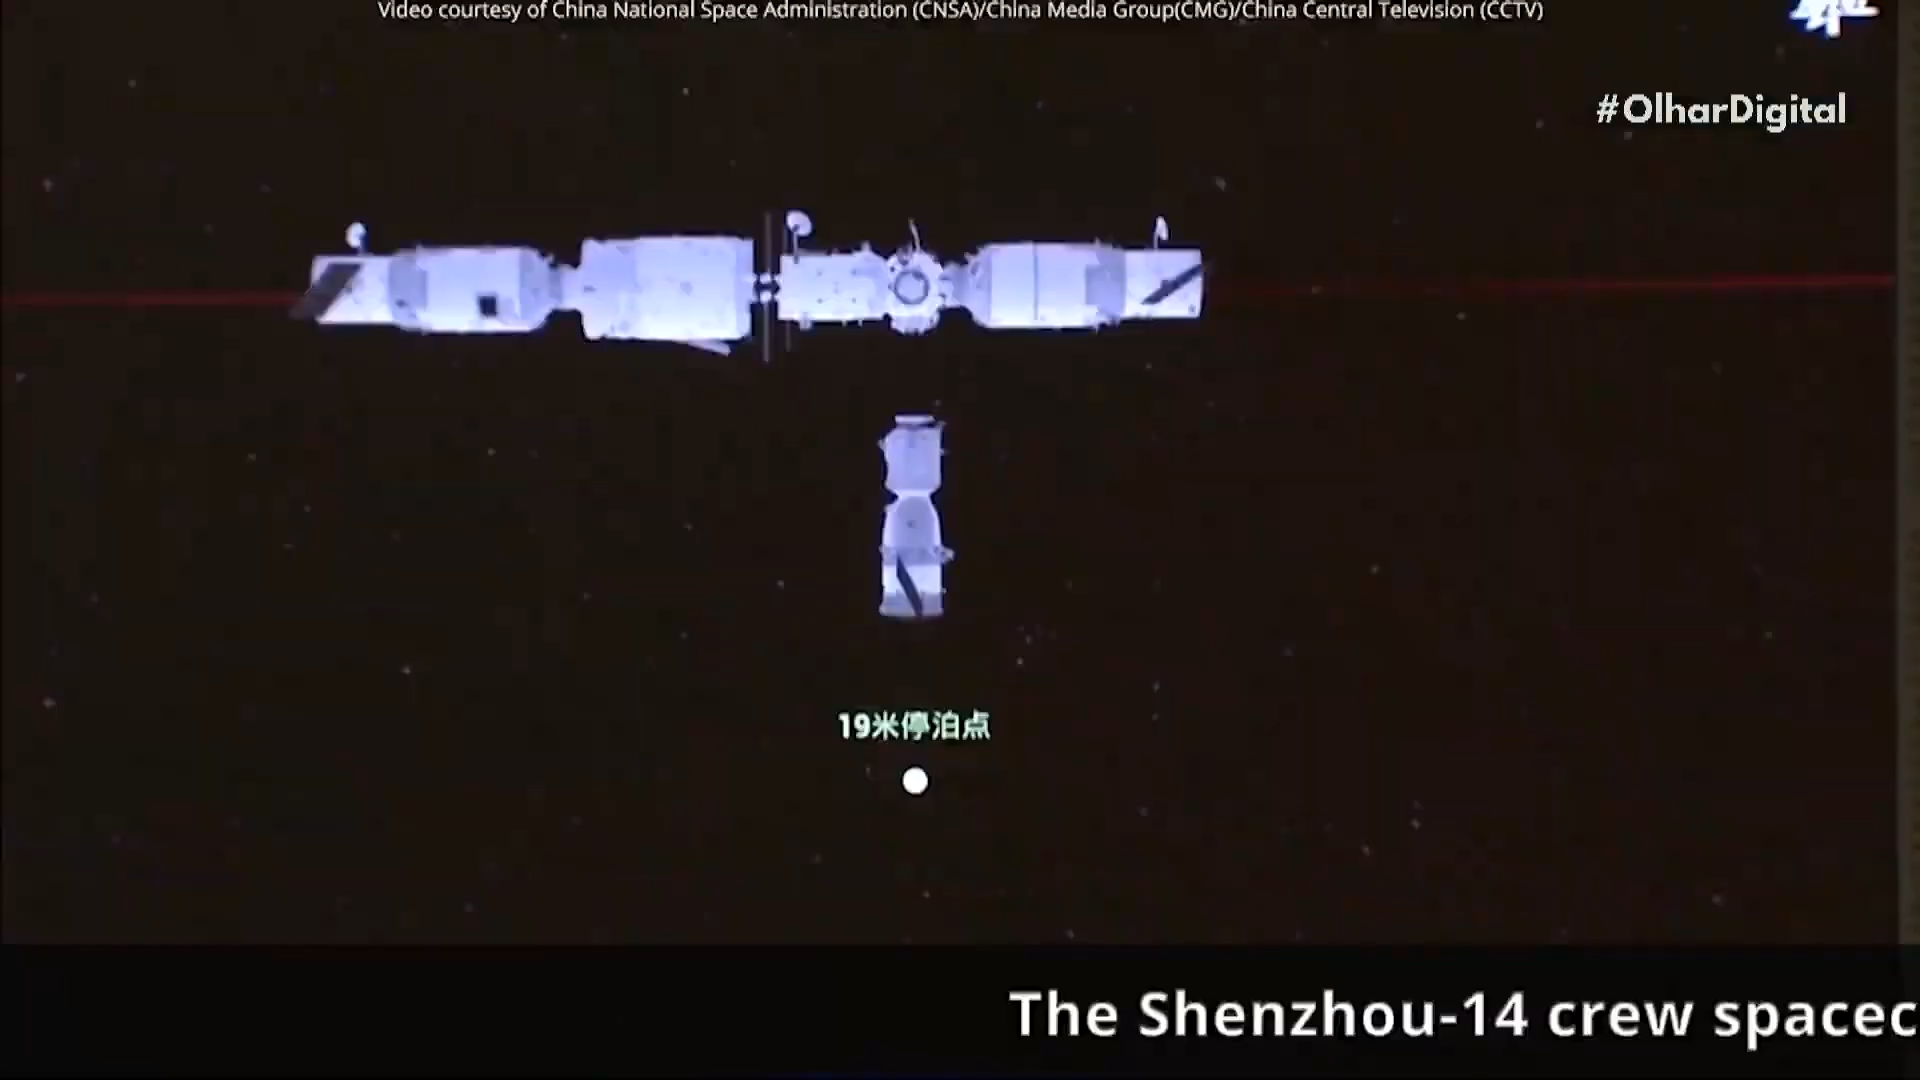 Video courtesy of China National Space Administration (CNSA)/China Media Group(CMG)/China Central Television (CCTV)
#OlharDigital
19米停泊点
The Shenzhou-14 crew spacec